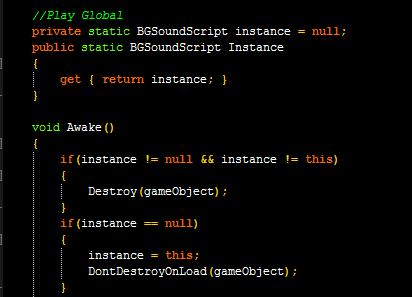 //Play Global
private static BGSoundScript instance = null;
public static BGSoundScript Instance
{
get { return instance; }
}
void Awake()
{
if(instance != null && instance != this)
{
Destroy(gameObject);
}
if(instance == null)
{
instance = this;
DontDestroyOnLoad(gameObject);
}